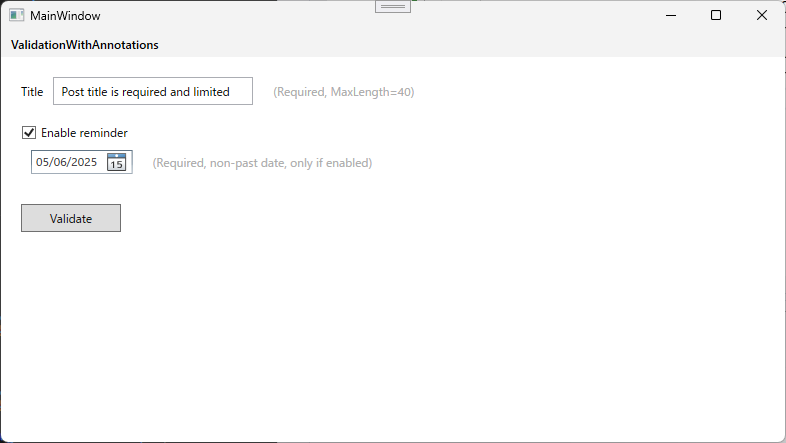 MainWindow
ValidationWithAnnotations
Title Post title is required and limited (Required, MaxLength=40)
Enable reminder
05/06/2025 15 (Required, non-past date, only if enabled)
Validate